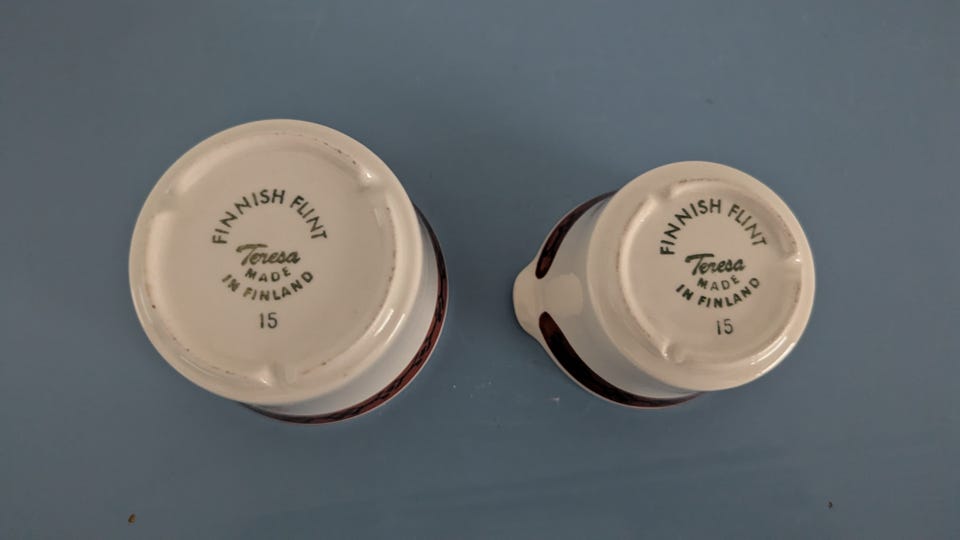 FINNISH FLINT
Teresa
MADE
IN FINLAND
15
FINNISH FLINT
Teresa
MADE
IN FINLAND
15